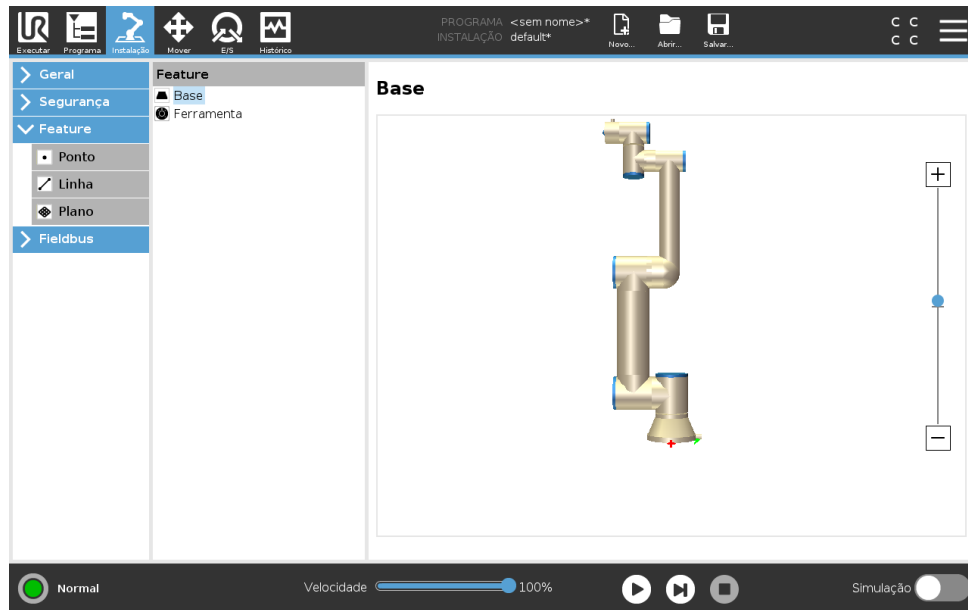 PROGRAMA <sem nome>*
INSTALAÇÃO default*
C C
C C
Executar Programa Instalação Mover E/S Histórico Novo... Abrir... Salvar...
Geral
Segurança
Feature
Ponto
Linha
Plano
Fieldbus
Feature
Base
Ferramenta
Base
Normal
Velocidade 100%
Simulação